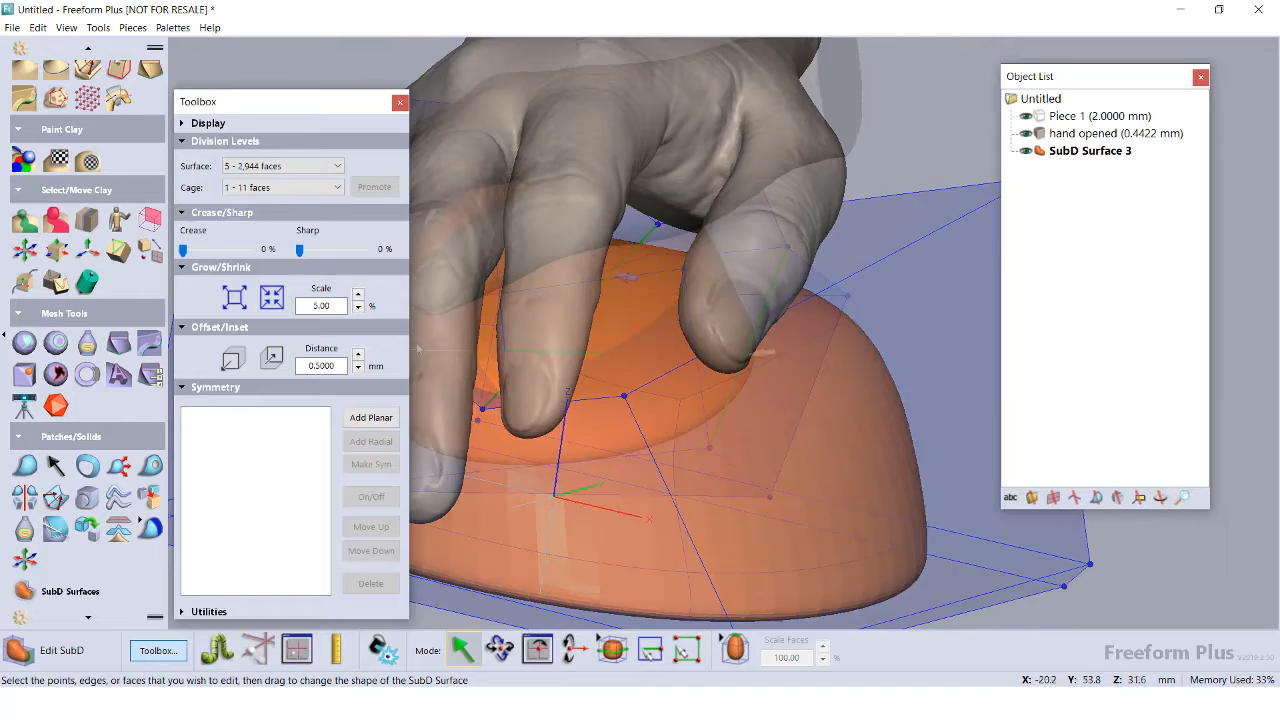 Untitled - Freeform Plus [NOT FOR RESALE] *
File Edit View Tools Pieces Palettes Help
Paint Clay
Select/Move Clay
Mesh Tools
Patches/Solids
SubD Surfaces
Toolbox
Display
Division Levels
Surface: 5 - 2,944 faces
Cage: 1 - 11 faces Promote
Crease/Sharp
Crease Sharp
0 % 0 %
Grow/Shrink
Scale
5.00 %
Offset/Inset
Distance
0.5000 mm
Symmetry
Add Planar
Add Radial
Make Sym
On/Off
Move Up
Move Down
Delete
Utilities
Z
X
Object List
Untitled
Piece 1 (2.0000 mm)
hand opened (0.4422 mm)
SubD Surface 3
abc
Edit SubD Toolbox... Mode: Scale Faces
100.00 %
Freeform Plus
Select the points, edges, or faces that you wish to edit, then drag to change the shape of the SubD Surface X: -20.2 Y: 53.8 Z: 31.6 mm Memory Used: 33%